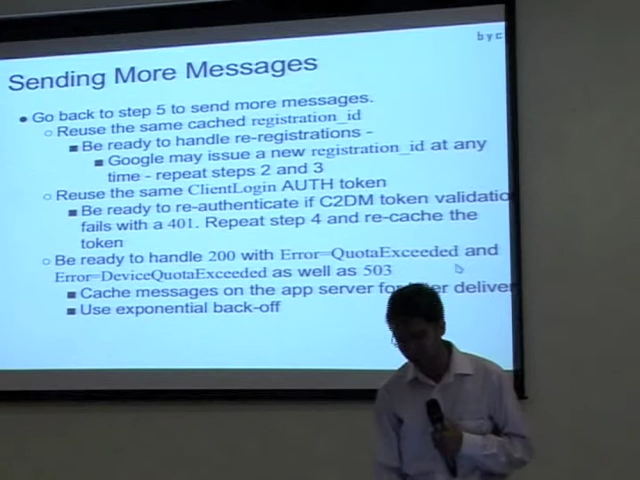 byc
Sending More Messages
● Go back to step 5 to send more messages.
○ Reuse the same cached registration_id
■ Be ready to handle re-registrations -
■ Google may issue a new registration_id at any
time - repeat steps 2 and 3
○ Reuse the same ClientLogin AUTH token
■ Be ready to re-authenticate if C2DM token validatio
fails with a 401. Repeat step 4 and re-cache the
token
○ Be ready to handle 200 with Error=QuotaExceeded and
Error=DeviceQuotaExceeded as well as 503
■ Cache messages on the app server for deliver
■ Use exponential back-off